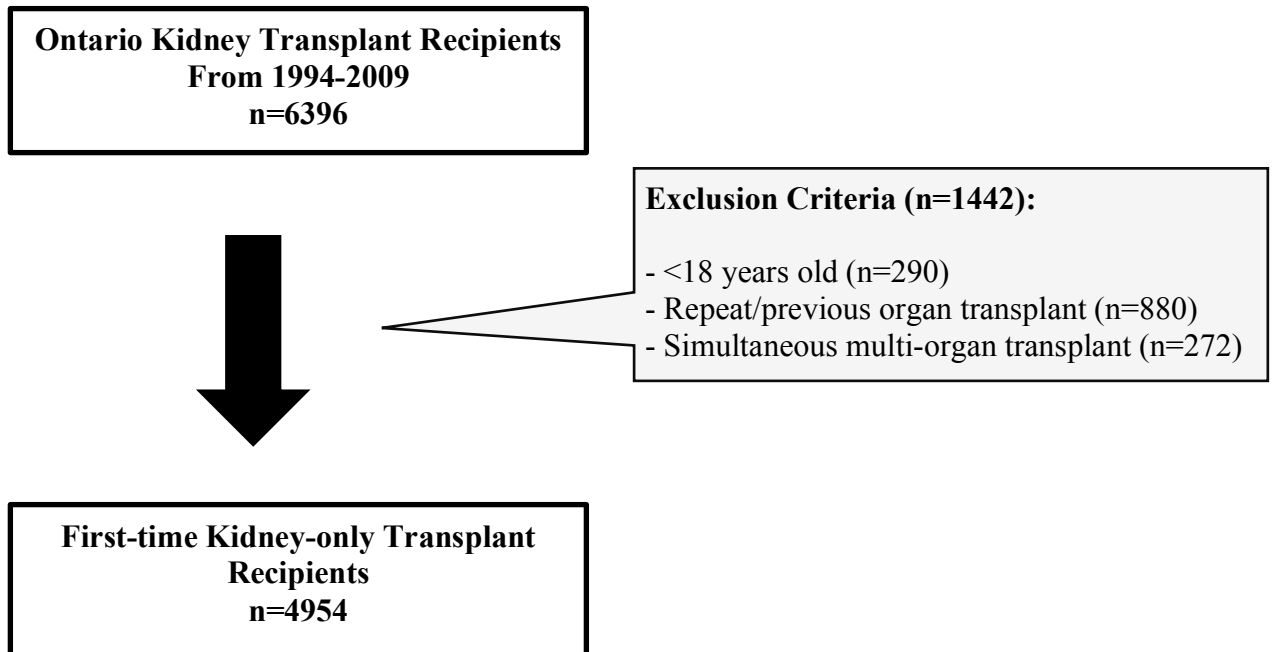 Ontario Kidney Transplant Recipients
From 1994-2009
n=6396
Exclusion Criteria (n=1442):
- <18 years old (n=290)
- Repeat/previous organ transplant (n=880)
- Simultaneous multi-organ transplant (n=272)
First-time Kidney-only Transplant
Recipients
n=4954